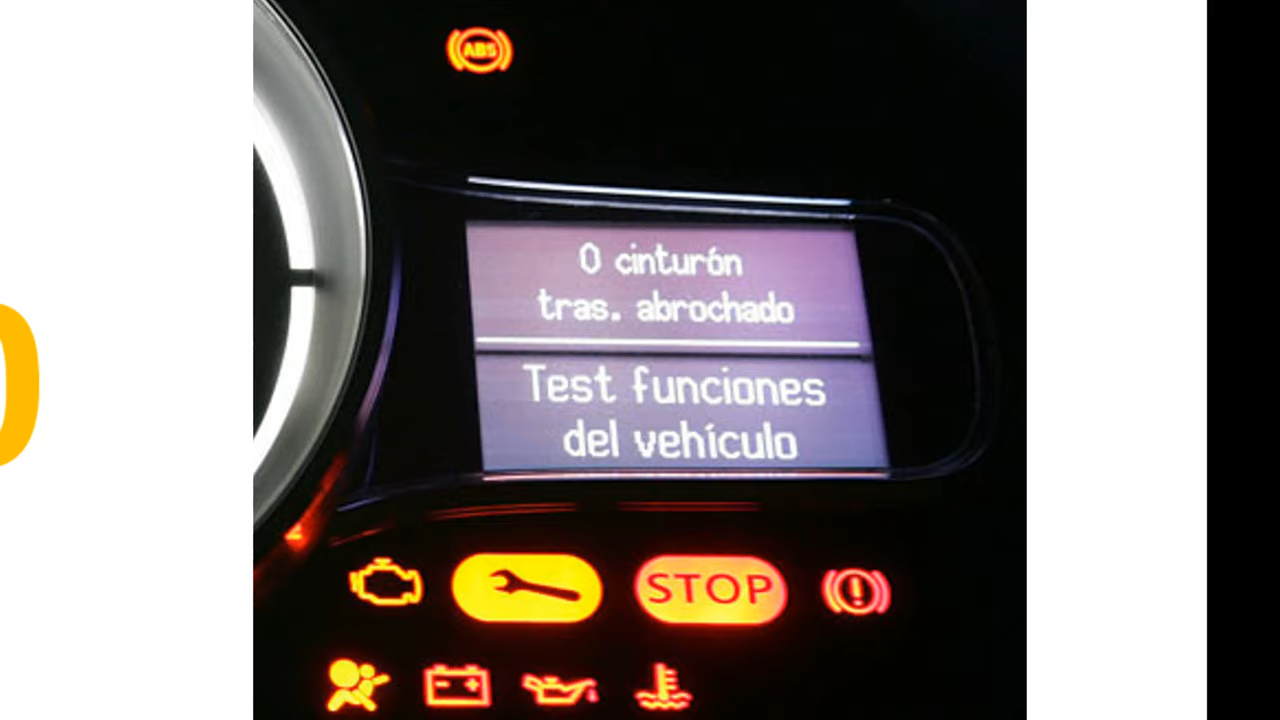 ABS
0 cinturón
tras. abrochado
Test funciones
del vehículo
STOP